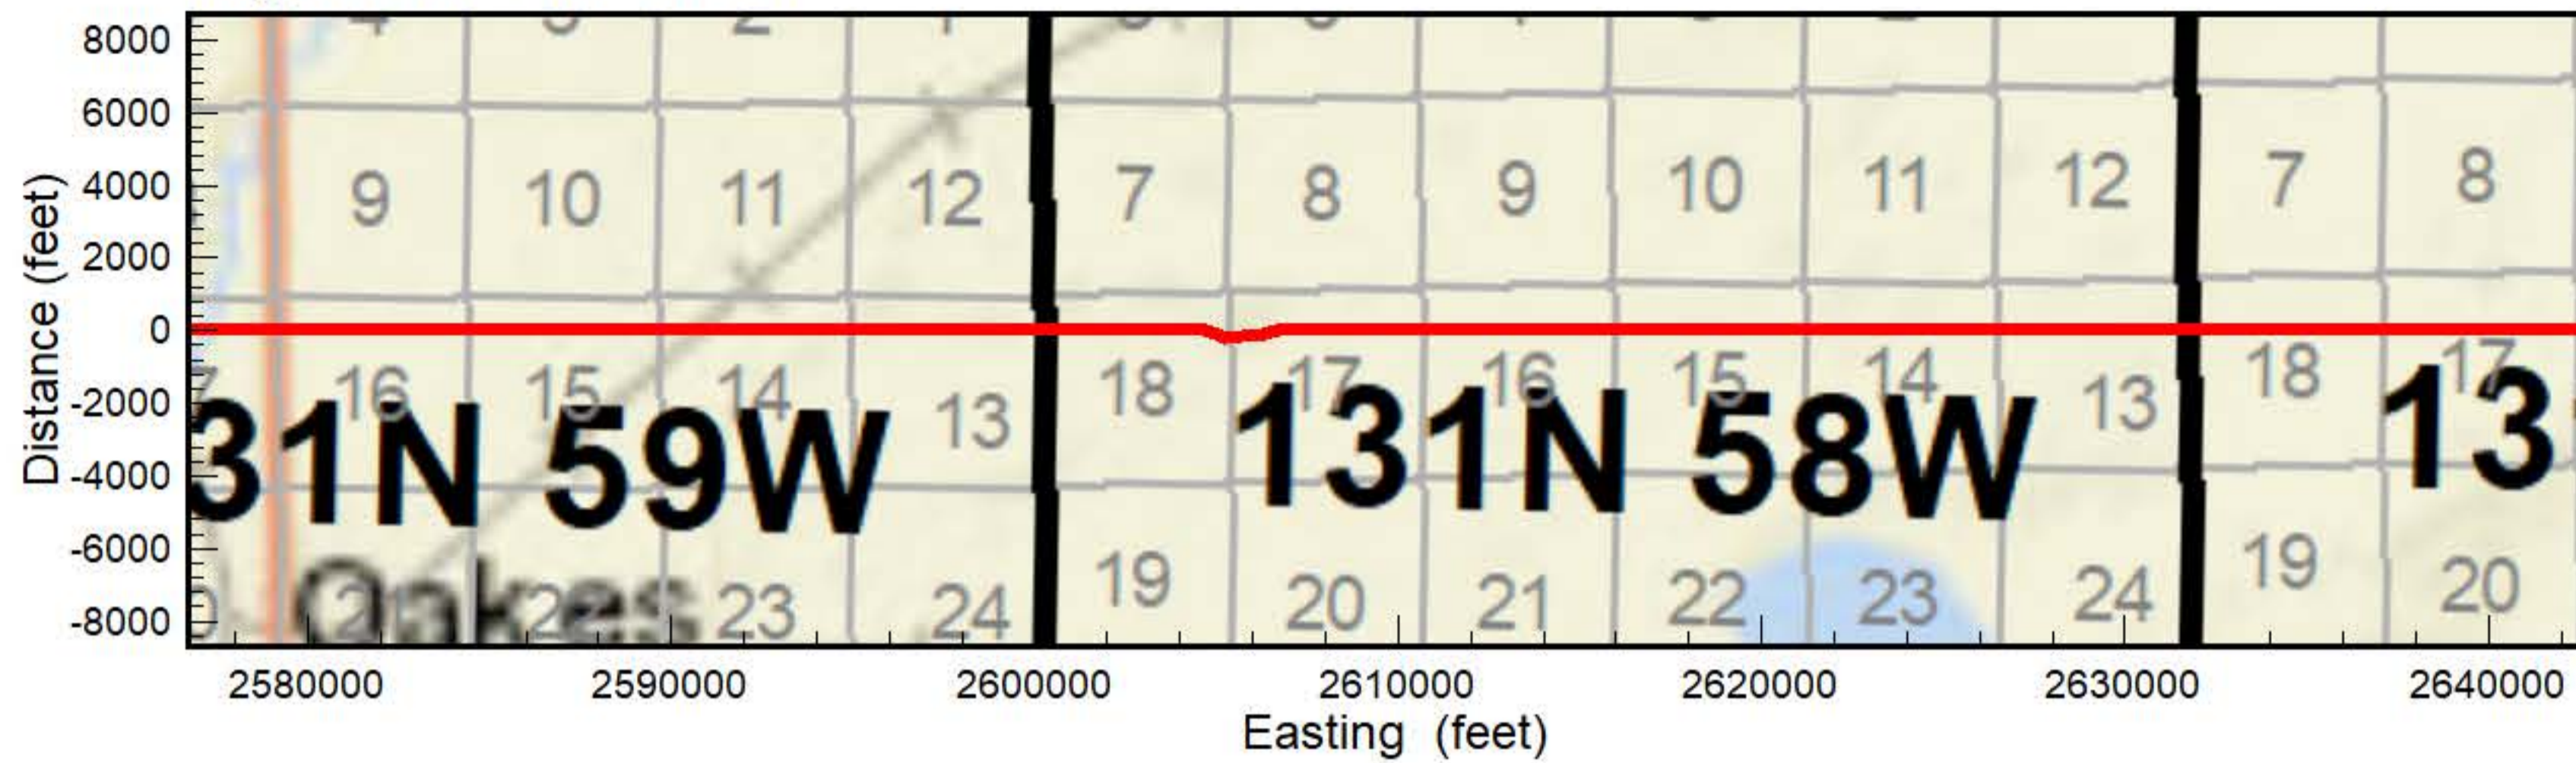 8000
6000 9 10 11 12 7 8 9 10 11 12 7 8
4000
2000
0
-2000 16 15 14 13 18 17 16 15 14 13 18 17
-4000 31N 59W 131N 58W 13
-6000
-8000 Oakes 21 22 23 24 19 20 21 22 23 24 19 20
Distance (feet)
2580000 2590000 2600000 2610000 2620000 2630000 2640000
Easting (feet)